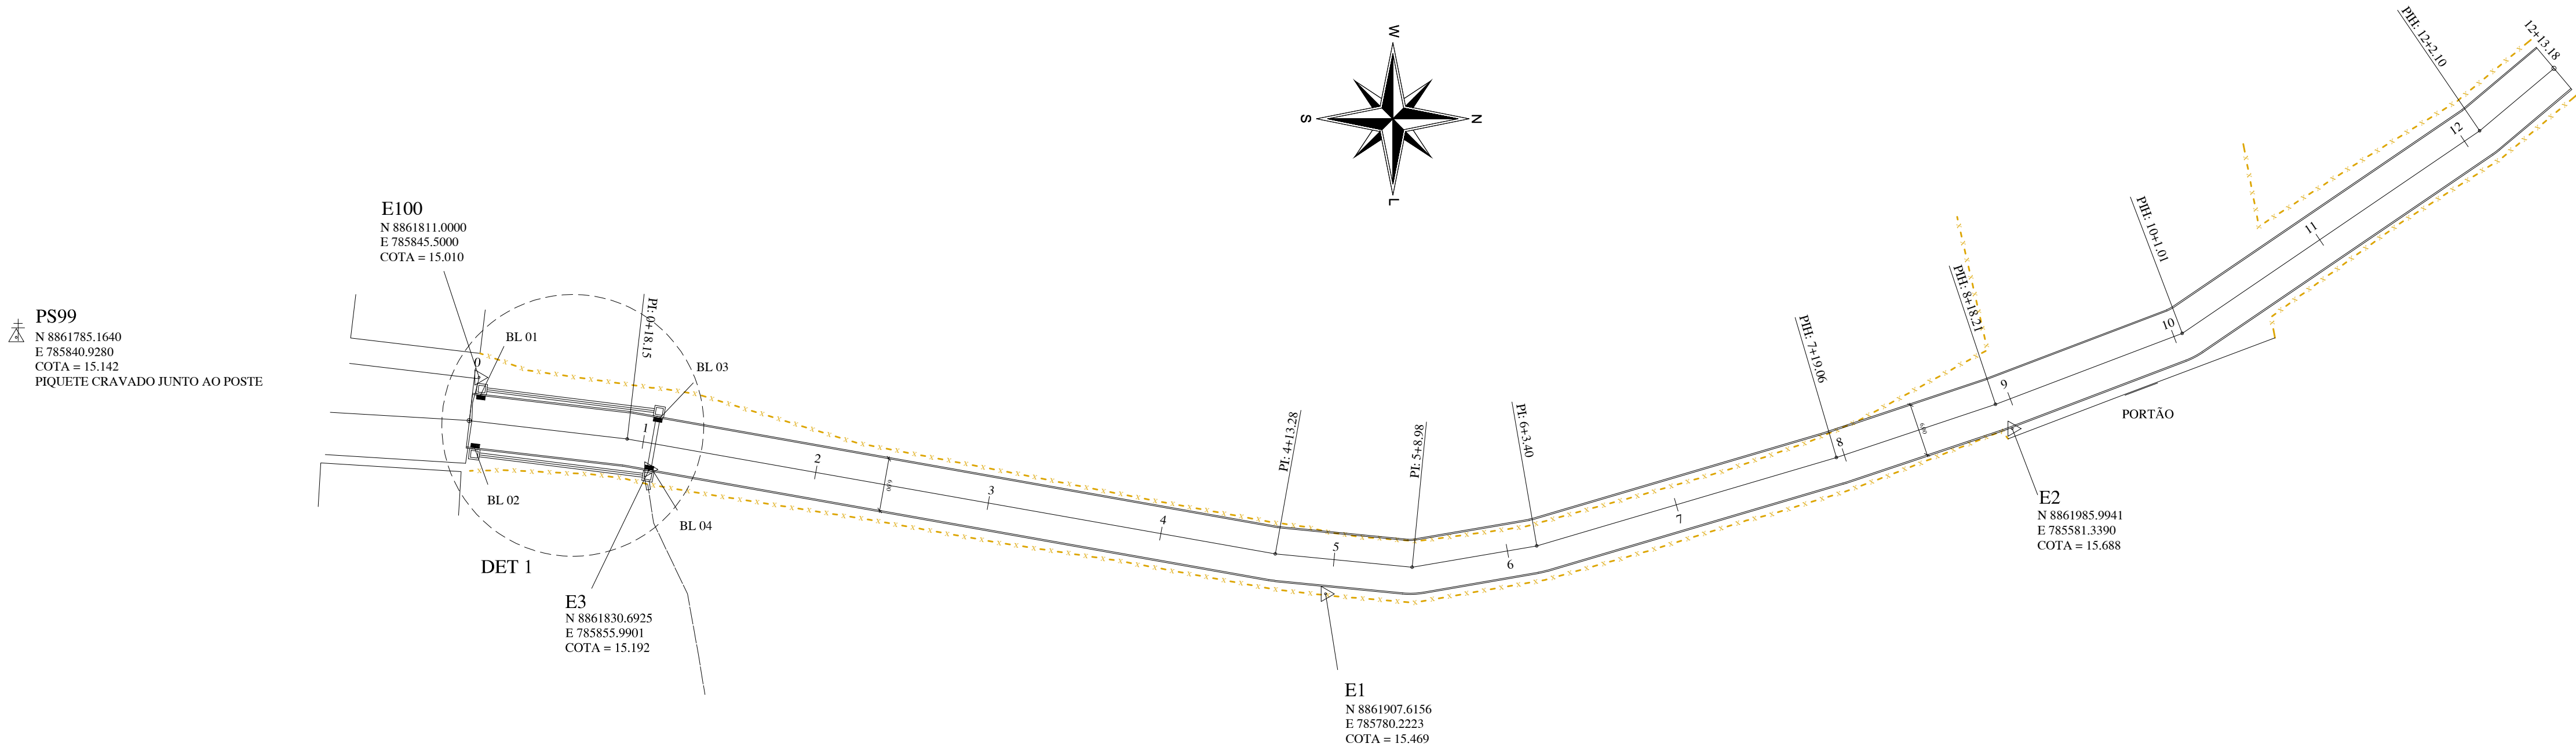 PIH: 12+2.10
12+13.18
W
S
N
L
12
E100
N 8861811.0000
E 785845.5000
COTA = 15.010
PIH: 10+1.01
11
PS99
N 8861785.1640
E 785840.9280
COTA = 15.142
PIQUETE CRAVADO JUNTO AO POSTE
PI: 0+18.15
BL 01
0
BL 03
PIH: 8+18.21
10
PIH: 7+19.06
9
PORTÃO
PI: 6+3.40
PI: 4+13.28
PI: 5+8.98
1
2
6.00
3
4
5
6
7
8
6.00
BL 02
BL 04
DET 1
E2
N 8861985.9941
E 785581.3390
COTA = 15.688
E3
N 8861830.6925
E 785855.9901
COTA = 15.192
E1
N 8861907.6156
E 785780.2223
COTA = 15.469